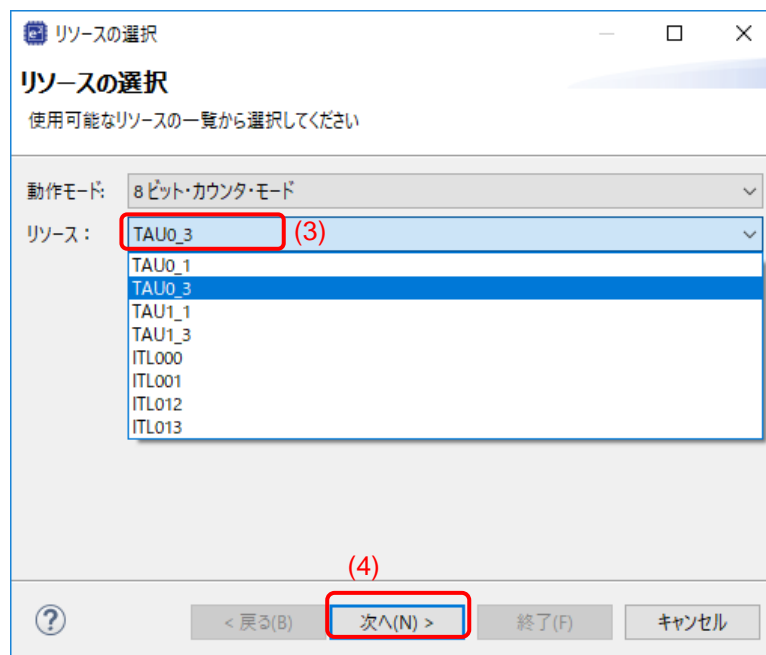 リソースの選択
リソースの選択
使用可能なリソースの一覧から選択してください
動作モード: 8 ビット・カウンタ・モード
リソース： TAU0_3 (3)
TAU0_1
TAU0_3
TAU1_1
TAU1_3
ITL000
ITL001
ITL012
ITL013
(4)
< 戻る(B) 次へ(N) > 終了(F) キャンセル